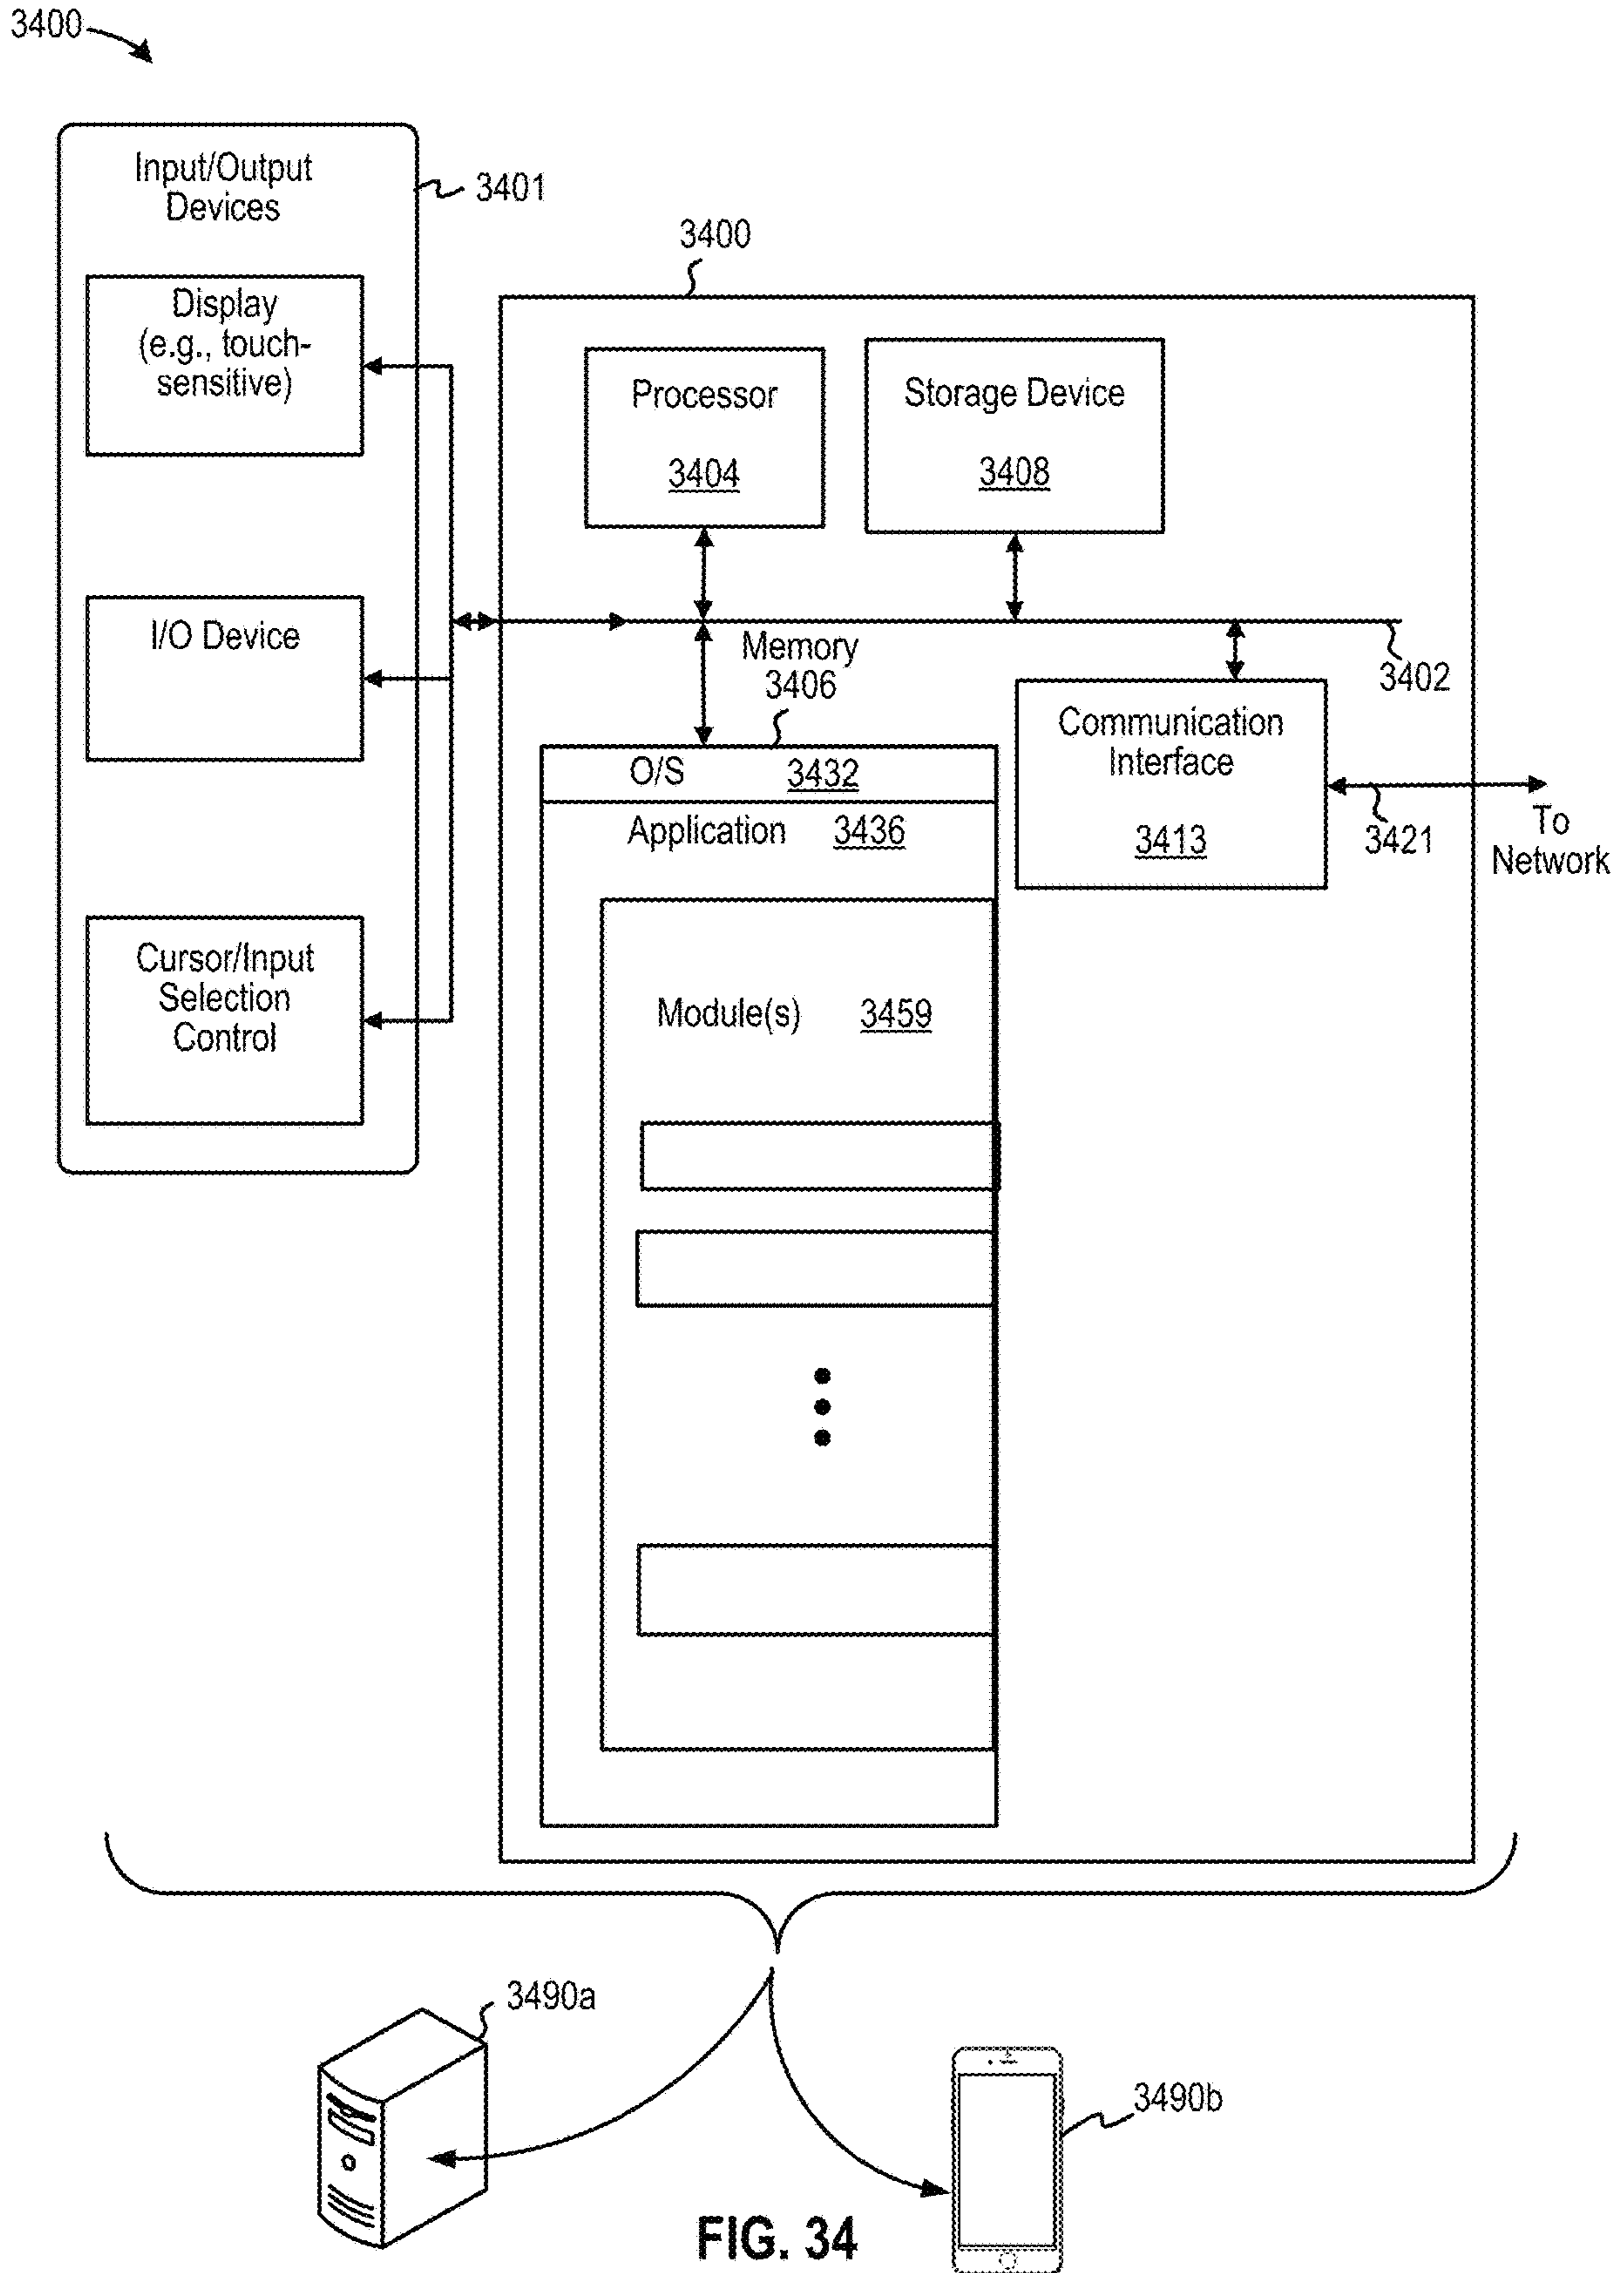 3400
Input/Output
Devices
3401
3400
Display
(e.g., touch-
sensitive)
Processor
3404
Storage Device
3408
I/O Device
Memory
3406
3402
Communication
Interface
3413
O/S 3432
Application 3436
3421
To
Network
Cursor/Input
Selection
Control
Module(s) 3459
3490a
3490b
FIG. 34